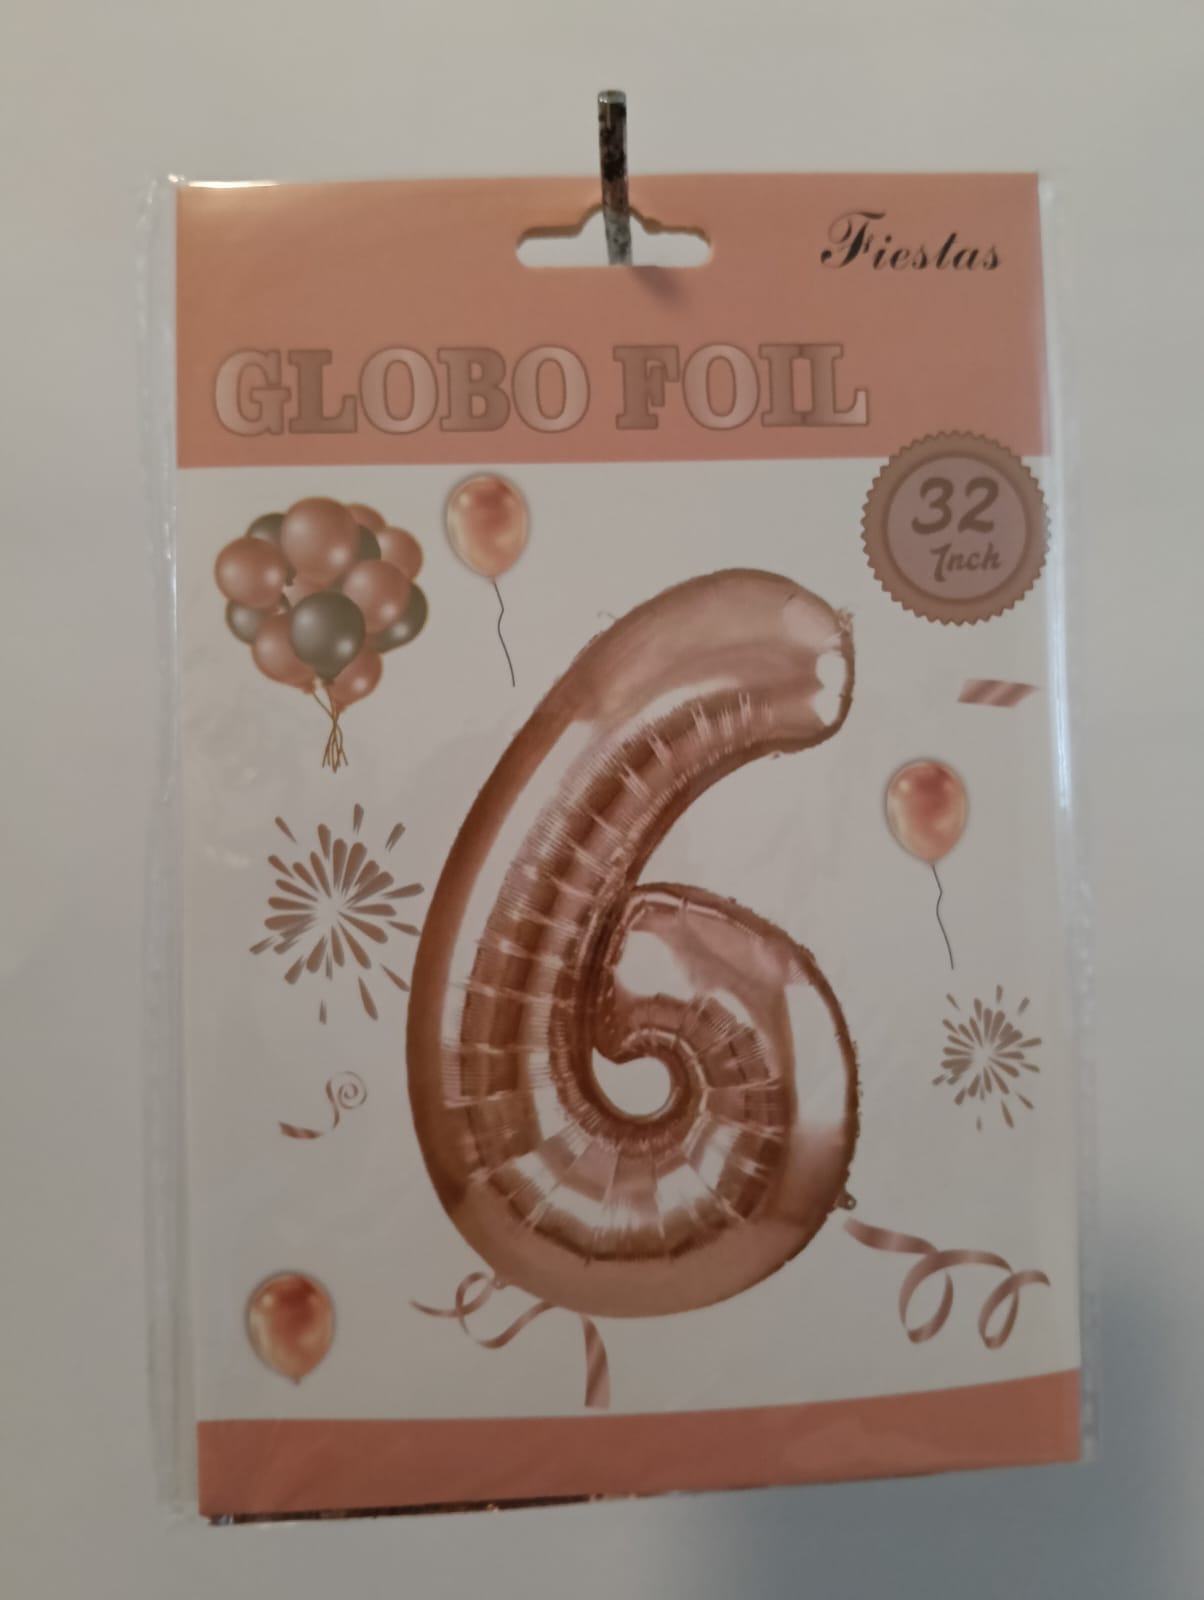 Fiestas
GLOBO FOIL
32
Inch
6